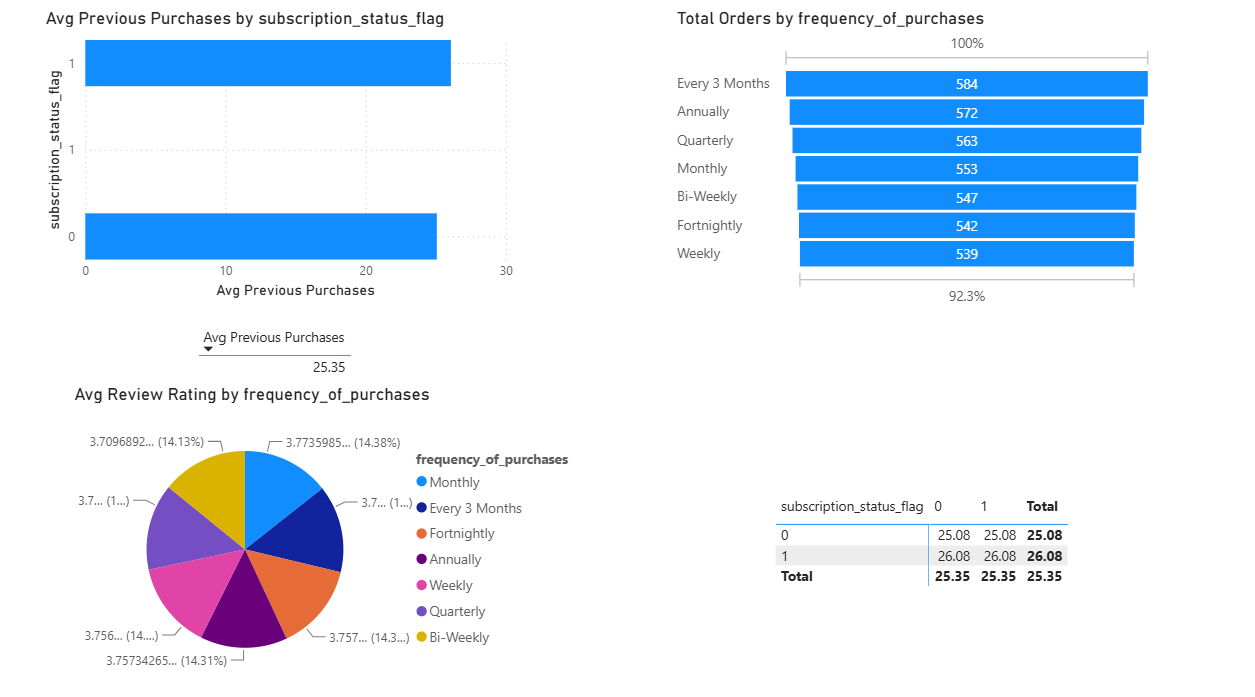 Avg Previous Purchases by subscription_status_flag
subscription_status_flag
1
1
0
0 10 20 30
Avg Previous Purchases
Total Orders by frequency_of_purchases
100%
Every 3 Months 584
Annually 572
Quarterly 563
Monthly 553
Bi-Weekly 547
Fortnightly 542
Weekly 539
92.3%
Avg Previous Purchases
25.35
Avg Review Rating by frequency_of_purchases
3.7096892... (14.13%)
3.7735985... (14.38%)
3.7... (1...)
3.7... (1...)
3.756... (14....)
3.757... (14.3...)
3.75734265... (14.31%)
frequency_of_purchases
Monthly
Every 3 Months
Fortnightly
Annually
Weekly
Quarterly
Bi-Weekly
subscription_status_flag 0 1 Total
0 25.08 25.08 25.08
1 26.08 26.08 26.08
Total 25.35 25.35 25.35